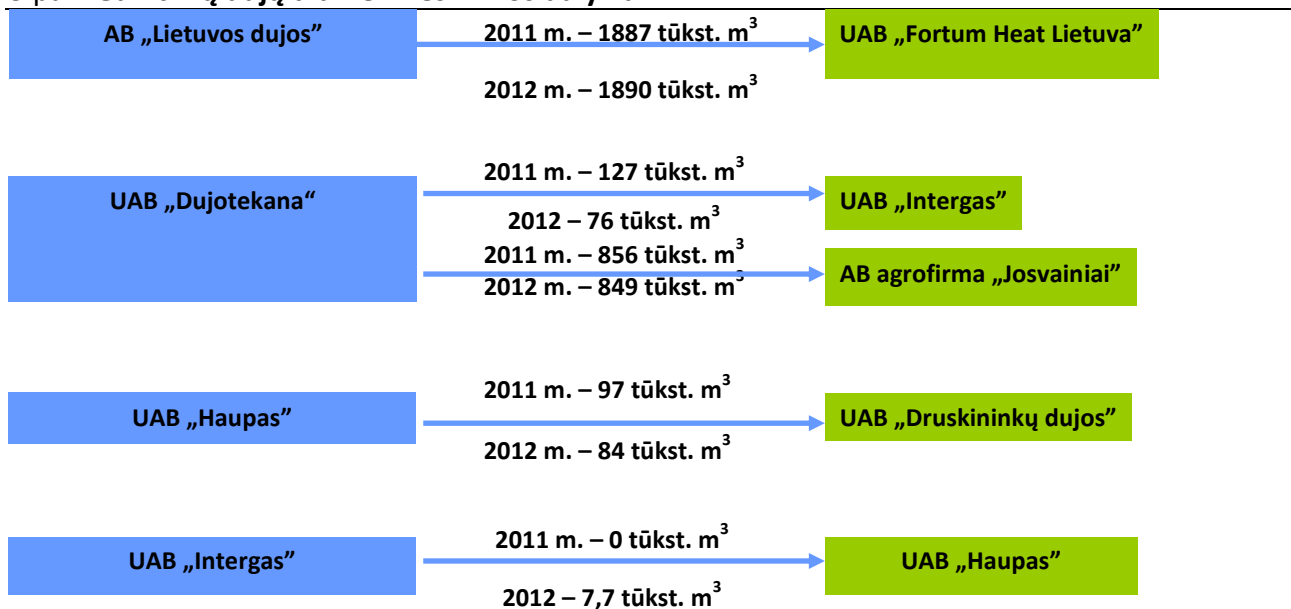 AB „Lietuvos dujos”
2011 m. – 1887 tūkst. m³
UAB „Fortum Heat Lietuva”
2012 m. – 1890 tūkst. m³
2011 m. – 127 tūkst. m³
UAB „Dujotekana“
UAB „Intergas”
2012 – 76 tūkst. m³
2011 m. – 856 tūkst. m³
AB agrofirma „Josvainiai”
2012 m. – 849 tūkst. m³
2011 m. – 97 tūkst. m³
UAB „Haupas”
UAB „Druskininkų dujos”
2012 m. – 84 tūkst. m³
2011 m. – 0 tūkst. m³
UAB „Intergas”
UAB „Haupas”
2012 – 7,7 tūkst. m³